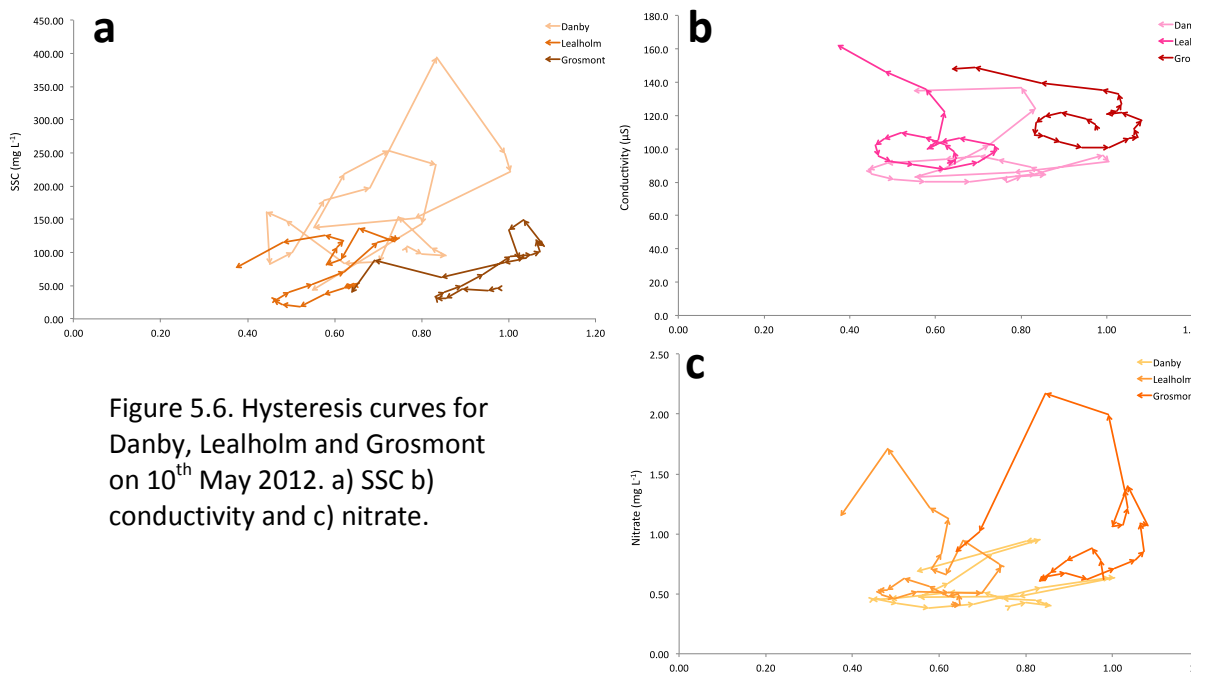 a
450.00
400.00
350.00
300.00
250.00
200.00
150.00
100.00
50.00
0.00
SSC (mg L-1)
0.00 0.20 0.40 0.60 0.80 1.00 1.20
Danby
Lealholm
Grosmont
b
180.0
160.0
140.0
120.0
100.0
80.0
60.0
40.0
20.0
0.0
Conductivity (µS)
0.00 0.20 0.40 0.60 0.80 1.00 1.
Dan
Leal
Gro
Figure 5.6. Hysteresis curves for
Danby, Lealholm and Grosmont
on 10th May 2012. a) SSC b)
conductivity and c) nitrate.
c
2.50
2.00
1.50
1.00
0.50
0.00
Nitrate (mg L-1)
0.00 0.20 0.40 0.60 0.80 1.00 1
Danby
Lealholm
Grosmon